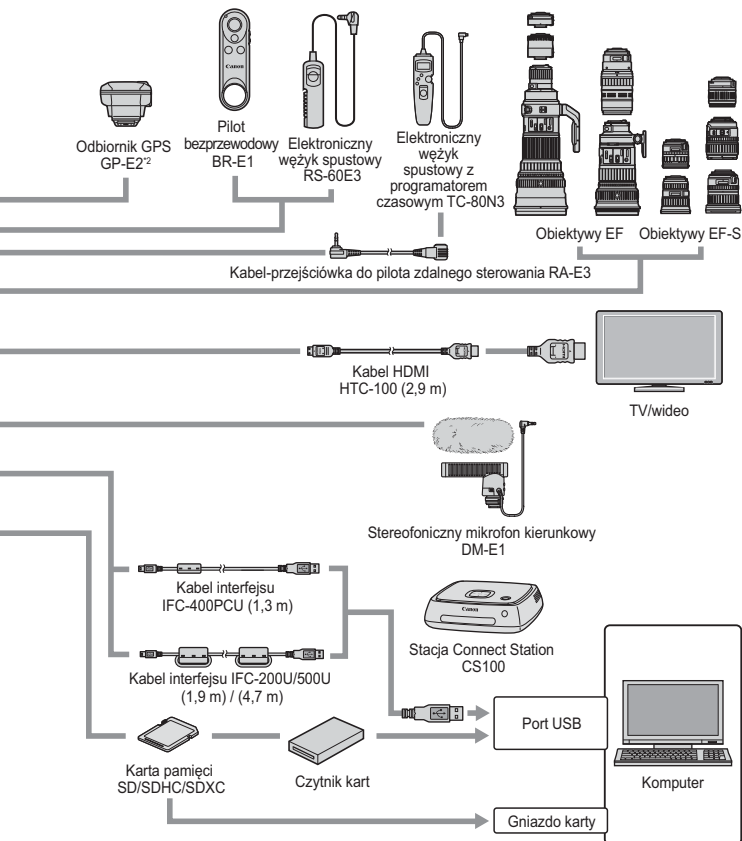 Canon
Odbiornik GPS
GP-E2*2
Pilot
bezprzewodowy
BR-E1
Elektroniczny
wężyk spustowy
RS-60E3
Elektroniczny
wężyk
spustowy z
programatorem
czasowym TC-80N3
Obiektywy EF
Obiektywy EF-S
Kabel-przejściówka do pilota zdalnego sterowania RA-E3
Kabel HDMI
HTC-100 (2,9 m)
TV/wideo
Stereofoniczny mikrofon kierunkowy
DM-E1
Kabel interfejsu
IFC-400PCU (1,3 m)
Canon
Stacja Connect Station
CS100
Kabel interfejsu IFC-200U/500U
(1,9 m) / (4,7 m)
Port USB
Karta pamięci
SD/SDHC/SDXC
Czytnik kart
Komputer
Gniazdo karty